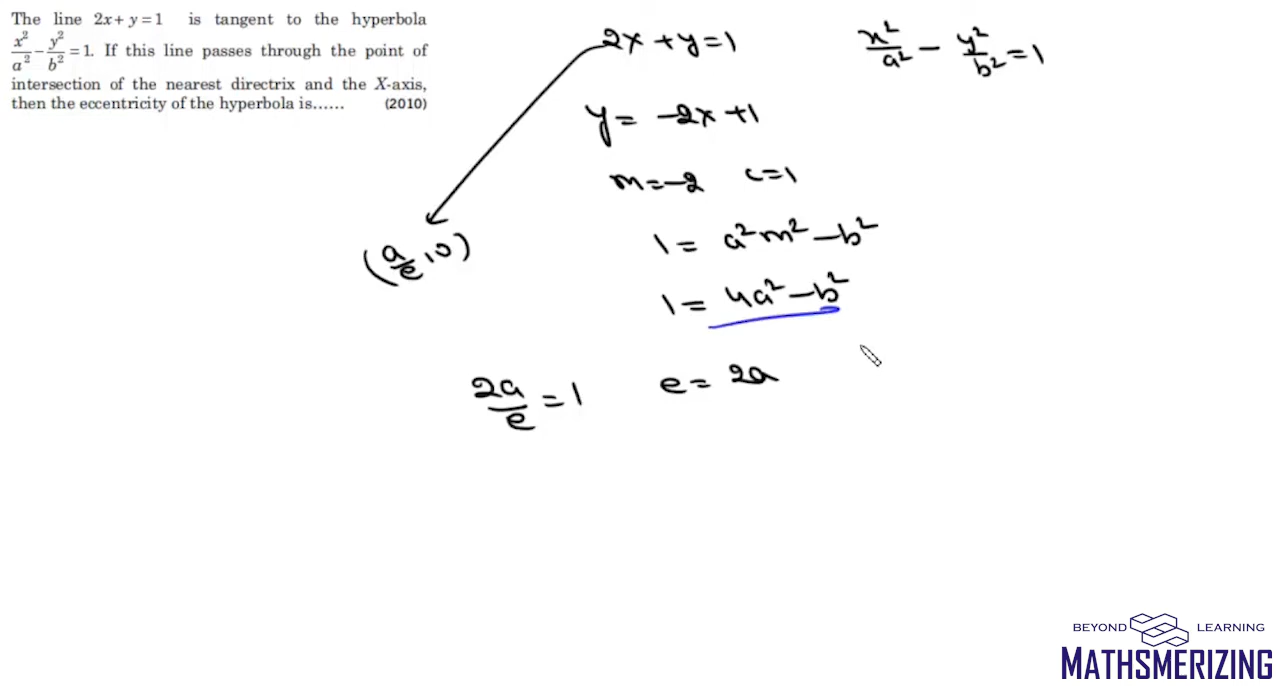 The line 2x + y = 1 is tangent to the hyperbola
x²/a² − y²/b² = 1. If this line passes through the point of
intersection of the nearest directrix and the X-axis,
then the eccentricity of the hyperbola is...... (2010)
2x + y = 1
x²/a² − y²/b² = 1
y = −2x + 1
m = −2 c = 1
(a/e, 0)
1 = a²m² − b²
1 = 4a² − b²
2a/e = 1 e = 2a
BEYOND LEARNING
MATHSMERIZING